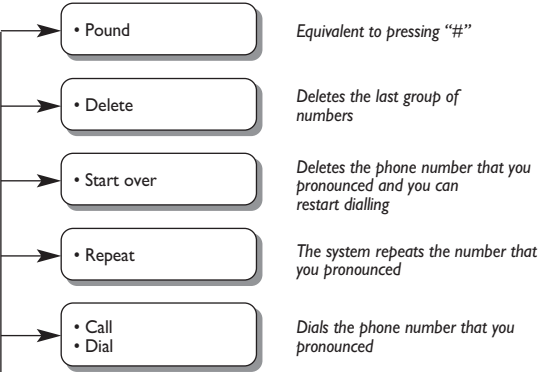 • Pound
Equivalent to pressing “#”
• Delete
Deletes the last group of
numbers
• Start over
Deletes the phone number that you
pronounced and you can
restart dialling
• Repeat
The system repeats the number that
you pronounced
• Call
• Dial
Dials the phone number that you
pronounced